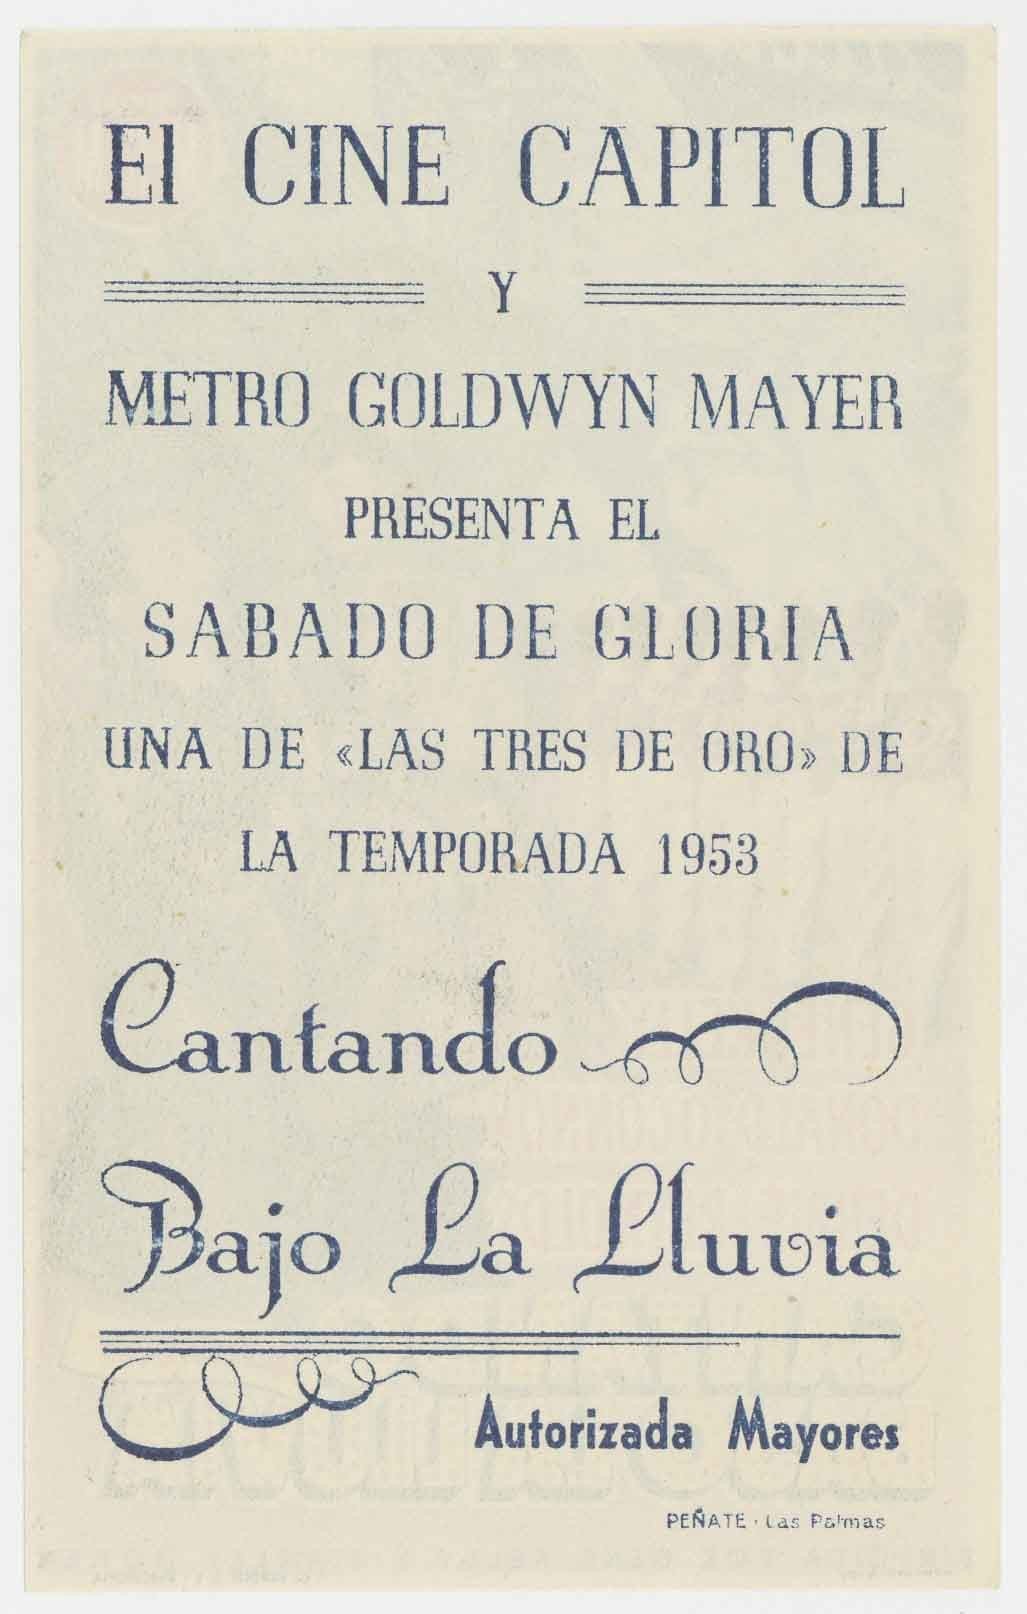 El CINE CAPITOL
Y
METRO GOLDWYN MAYER
PRESENTA EL
SABADO DE GLORIA
UNA DE «LAS TRES DE ORO» DE
LA TEMPORADA 1953
Cantando
Bajo La Lluvia
Autorizada Mayores
PEÑATE · Las Palmas